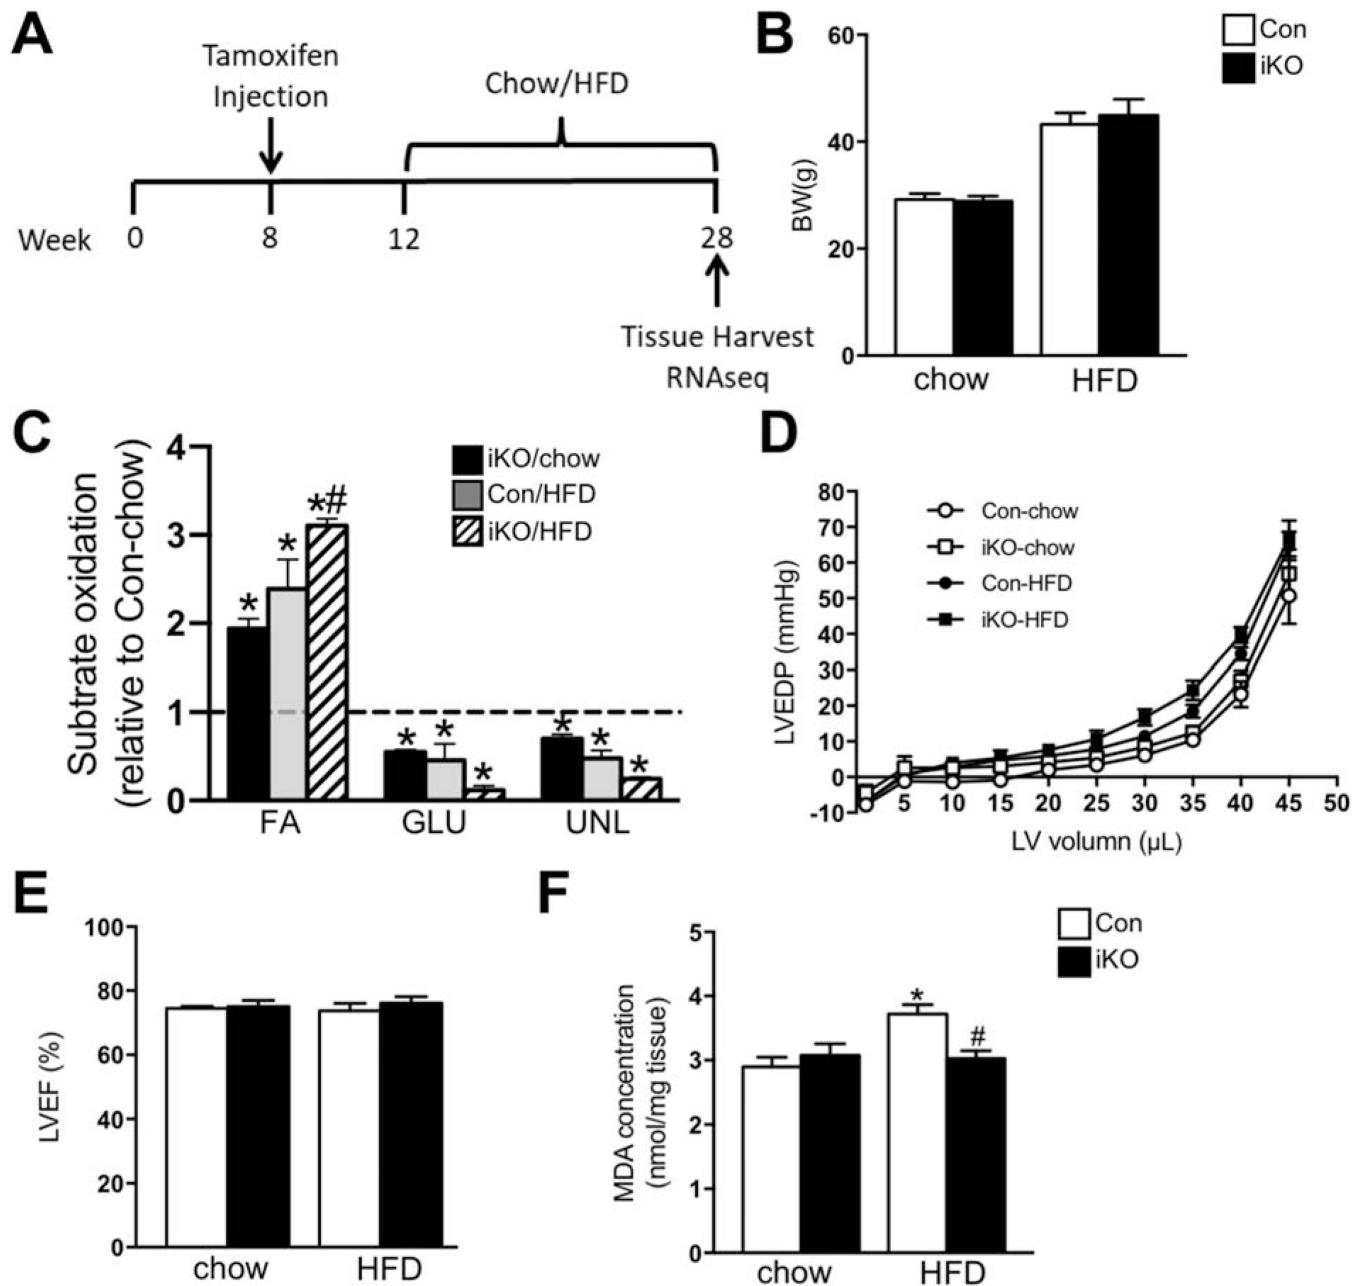 A
Tamoxifen
Injection
Chow/HFD
Week
0
8
12
28
Tissue Harvest
RNAseq
B
Con
iKO
60
40
20
0
BW(g)
chow
HFD
C
Subtrate oxidation
(relative to Con-chow)
4
3
2
1
0
iKO/chow
Con/HFD
iKO/HFD
*
*
*#
*
*
*
*
*
*
FA
GLU
UNL
D
80
70
60
50
40
30
20
10
0
-10
LVEDP (mmHg)
Con-chow
iKO-chow
Con-HFD
iKO-HFD
5
10
15
20
25
30
35
40
45
50
LV volumn (µL)
E
100
80
60
40
20
0
LVEF (%)
chow
HFD
F
Con
iKO
5
4
3
2
1
0
MDA concentration
(nmol/mg tissue)
*
#
chow
HFD